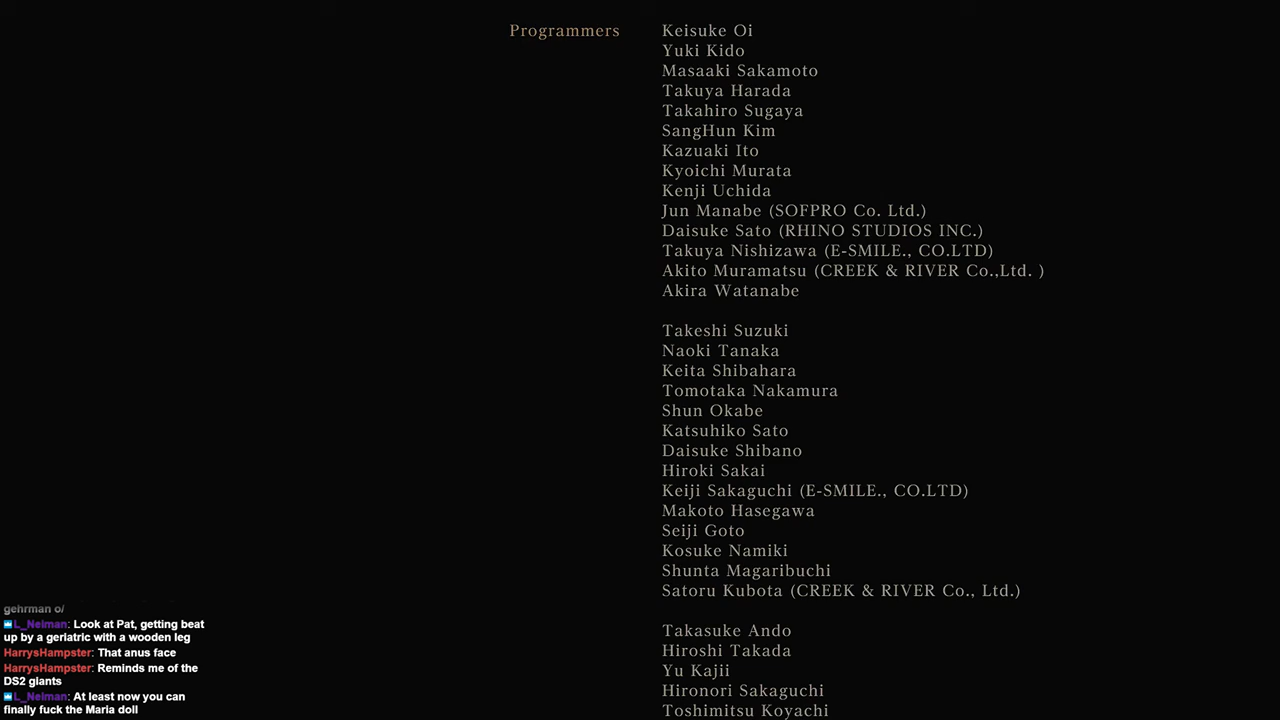 Programmers Keisuke Oi
Yuki Kido
Masaaki Sakamoto
Takuya Harada
Takahiro Sugaya
SangHun Kim
Kazuaki Ito
Kyoichi Murata
Kenji Uchida
Jun Manabe (SOFPRO Co. Ltd.)
Daisuke Sato (RHINO STUDIOS INC.)
Takuya Nishizawa (E-SMILE., CO.LTD)
Akito Muramatsu (CREEK & RIVER Co.,Ltd. )
Akira Watanabe
Takeshi Suzuki
Naoki Tanaka
Keita Shibahara
Tomotaka Nakamura
Shun Okabe
Katsuhiko Sato
Daisuke Shibano
Hiroki Sakai
Keiji Sakaguchi (E-SMILE., CO.LTD)
Makoto Hasegawa
Seiji Goto
Kosuke Namiki
Shunta Magaribuchi
Satoru Kubota (CREEK & RIVER Co., Ltd.)
Takasuke Ando
Hiroshi Takada
Yu Kajii
Hironori Sakaguchi
Toshimitsu Koyachi
gehrman o/
L_Neiman: Look at Pat, getting beat
up by a geriatric with a wooden leg
HarrysHampster: That anus face
HarrysHampster: Reminds me of the
DS2 giants
L_Neiman: At least now you can
finally fuck the Maria doll